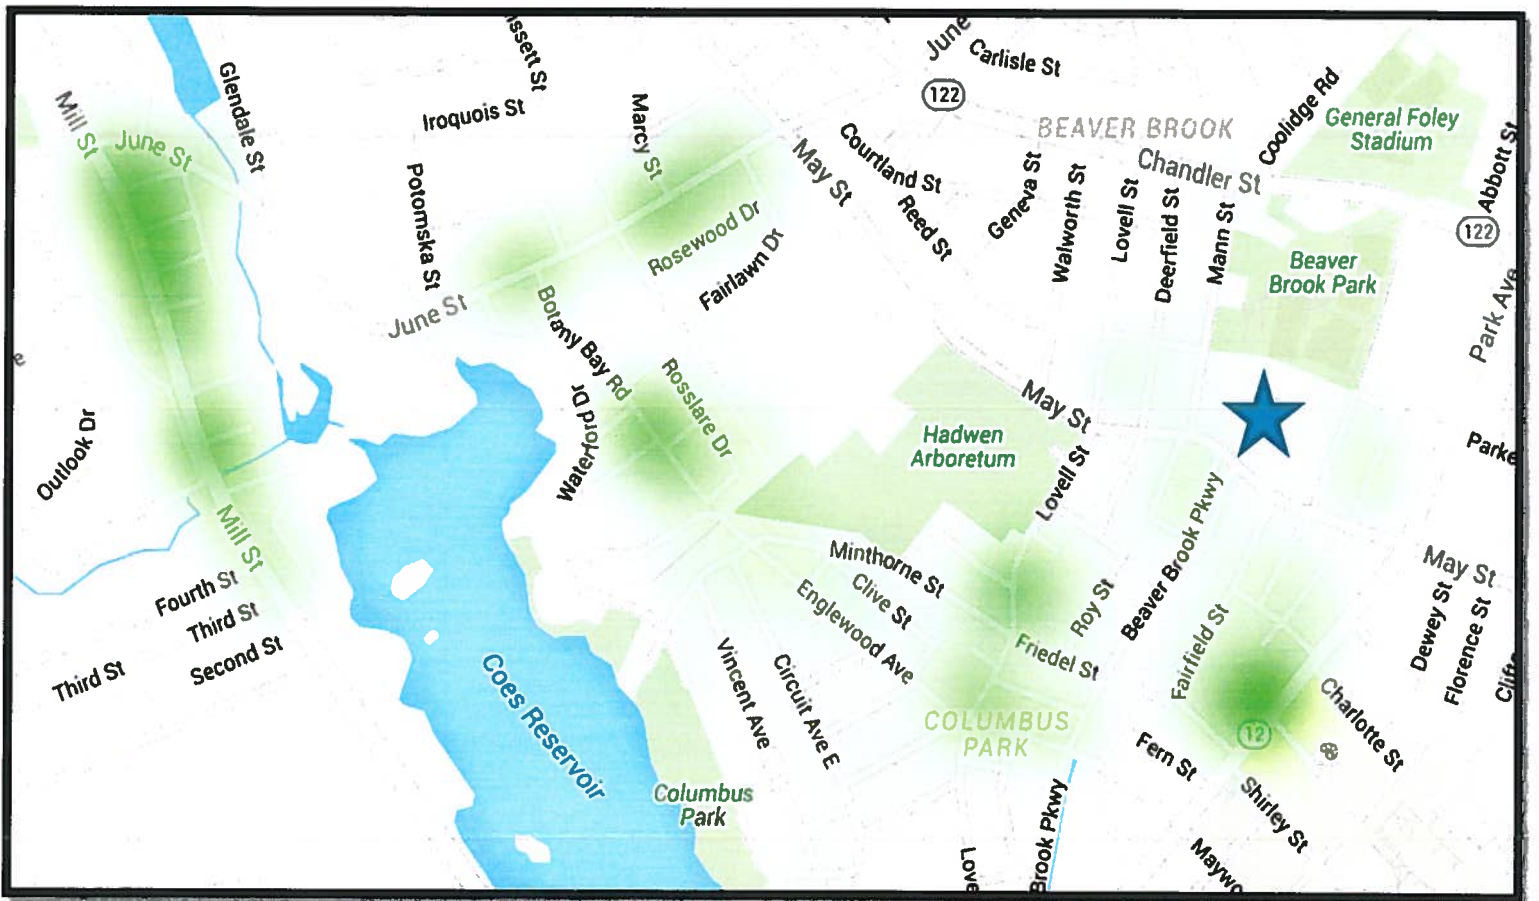 issett St
June
Carlisle St
122
Glendale St
Mill St
June St
Iroquois St
Marcy St
May St
Courtland St
BEAVER BROOK
Chandler St
Coolidge Rd
General Foley
Stadium
Abbott St
122
Potomska St
Rosewood Dr
Fairlawn Dr
Reed St
Geneva St
Walworth St
Lovell St
Deerfield St
Mann St
Beaver
Brook Park
Park Ave
June St
Botany Bay Rd
e
Outlook Dr
Waterford Dr
Rosslare Dr
May St
Hadwen
Arboretum
Lovell St
Parke
Mill St
Fourth St
Third St
Second St
Third St
Minthorne St
Clive St
Englewood Ave
Roy St
Beaver Brook Pkwy
Friedel St
Fairfield St
May St
Dewey St
Florence St
Clifto
Coes Reservoir
Vincent Ave
Circuit Ave E
COLUMBUS
PARK
12
Charlotte St
Fern St
Shirley St
Columbus
Park
Love
Brook Pkwy
Maywo